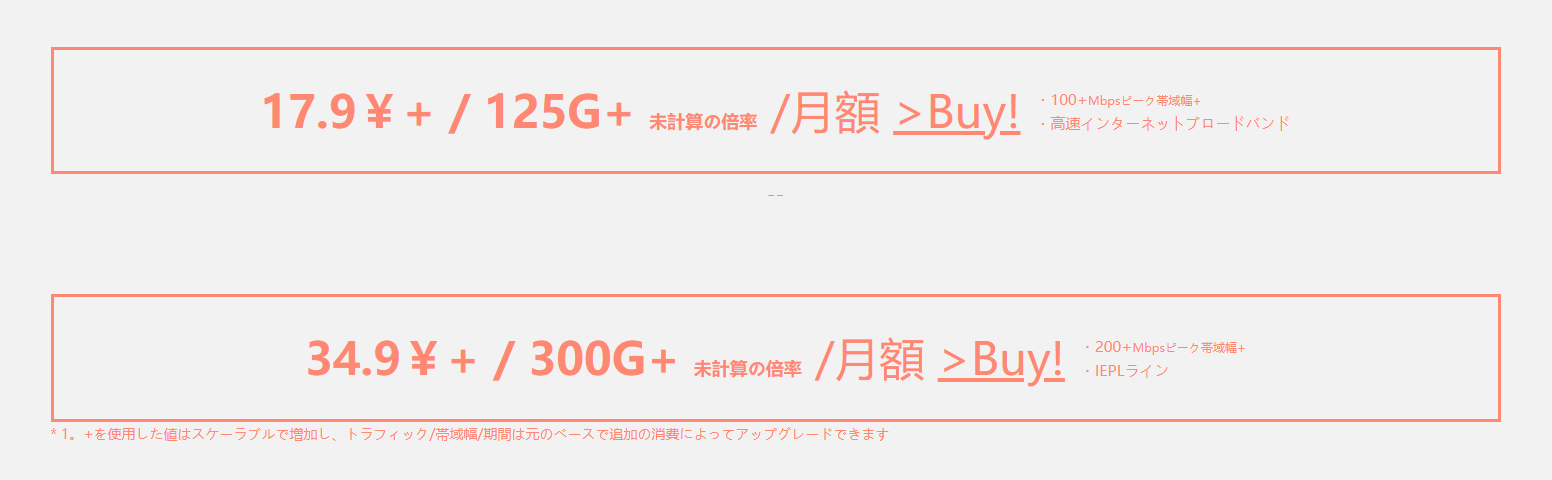 17.9￥+ / 125G+ 未計算の倍率 /月額 >Buy!
・100+Mbpsピーク帯域幅+
・高速インターネットブロードバンド
--
34.9￥+ / 300G+ 未計算の倍率 /月額 >Buy!
・200+Mbpsピーク帯域幅+
・IEPLライン
* 1。+を使用した値はスケーラブルで増加し、トラフィック/帯域幅/期間は元のベースで追加の消費によってアップグレードできます